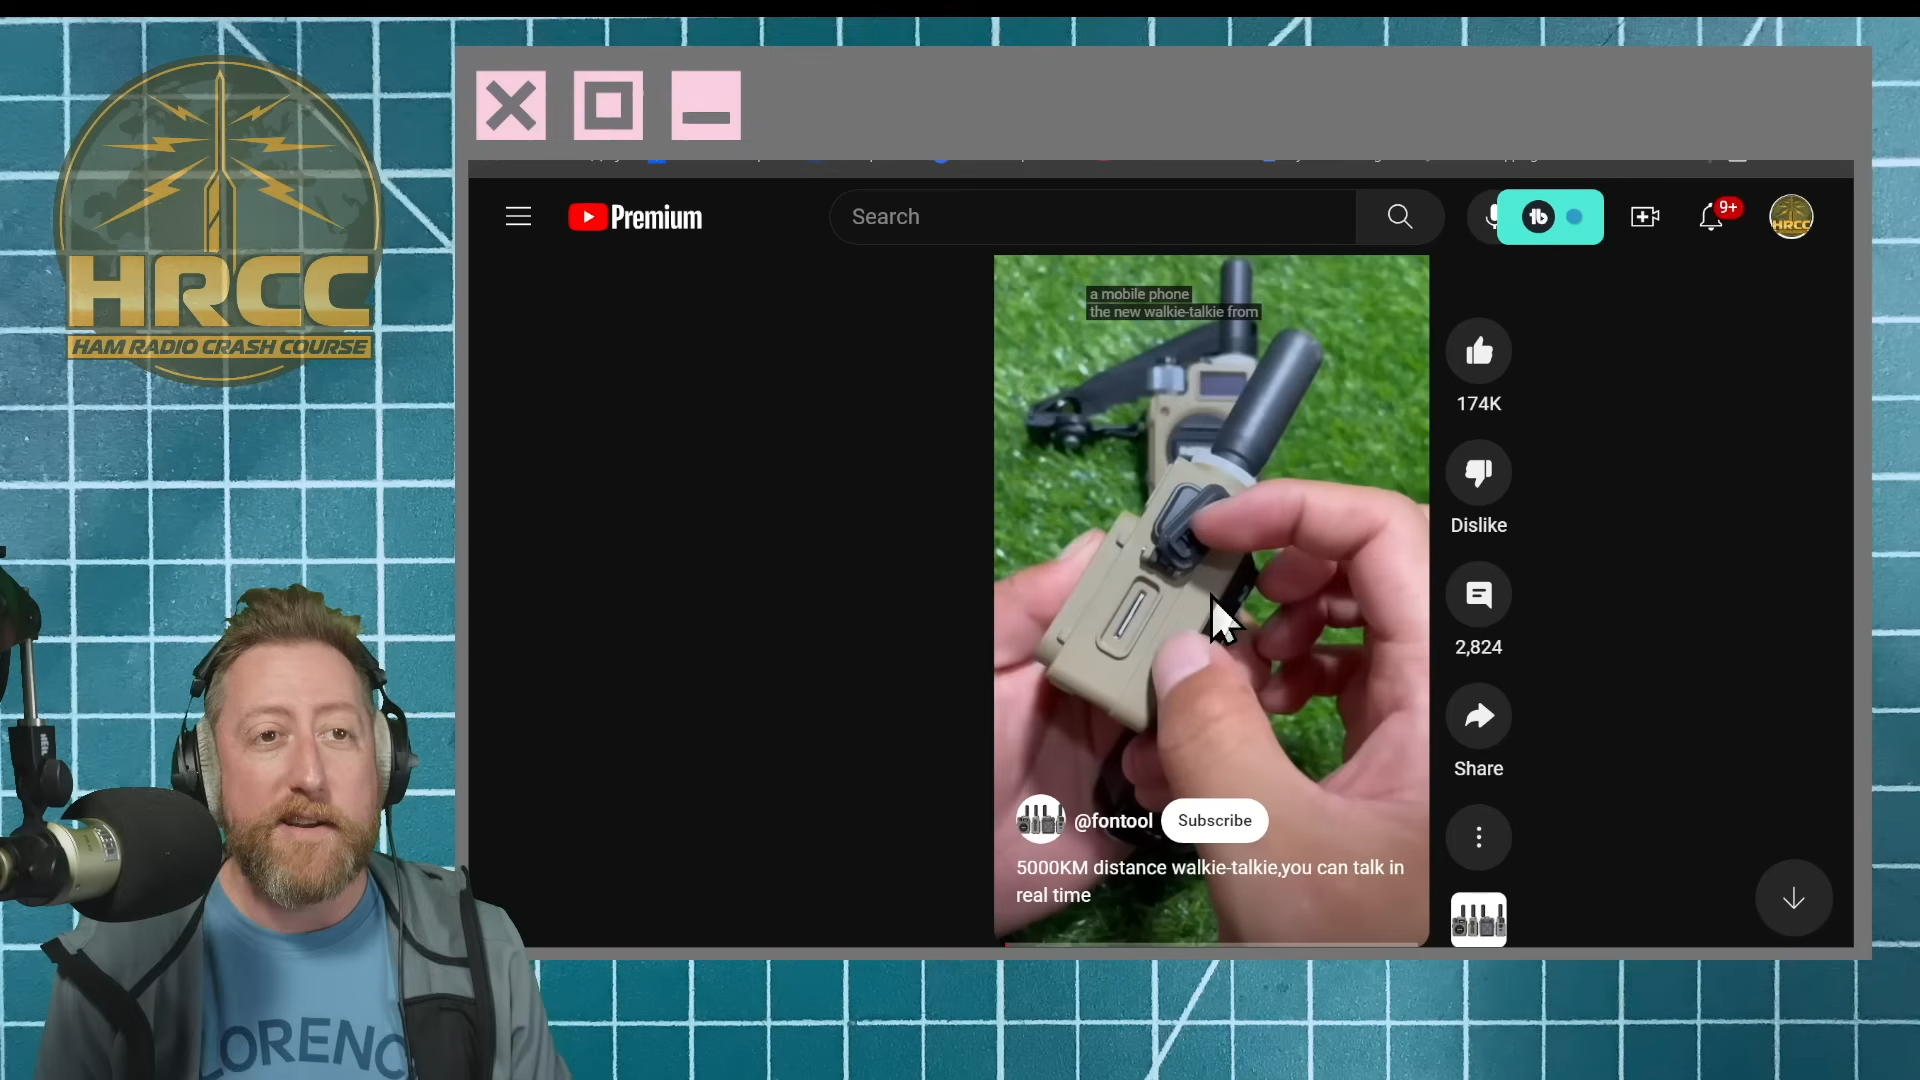 HRCC
HAM RADIO CRASH COURSE
Premium
Search
9+
HRCC
a mobile phone
the new walkie-talkie from
174K
Dislike
2,824
Share
@fontool
Subscribe
5000KM distance walkie-talkie,you can talk in
real time
LORENC